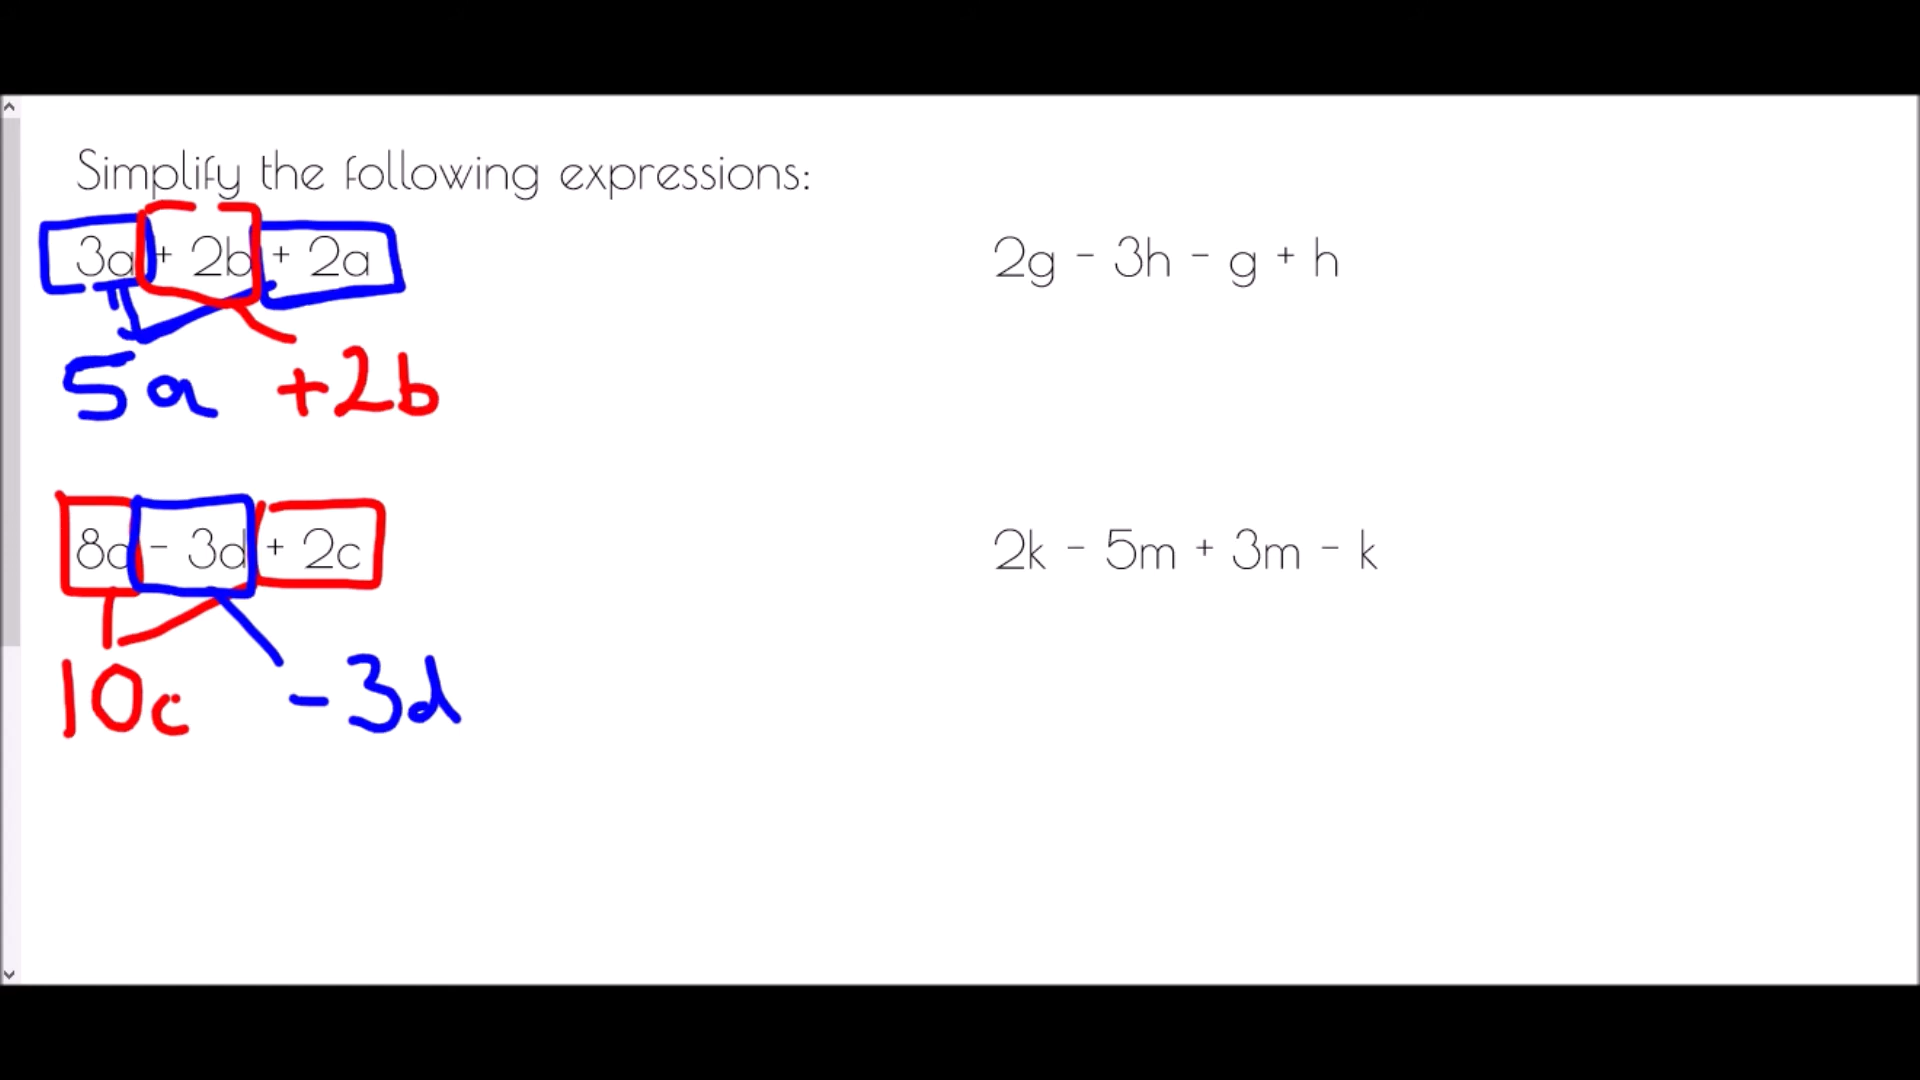 Simplify the following expressions:
3a + 2b + 2a
5a +2b
8c - 3d + 2c
10c - 3d
2g - 3h - g + h
2k - 5m + 3m - k